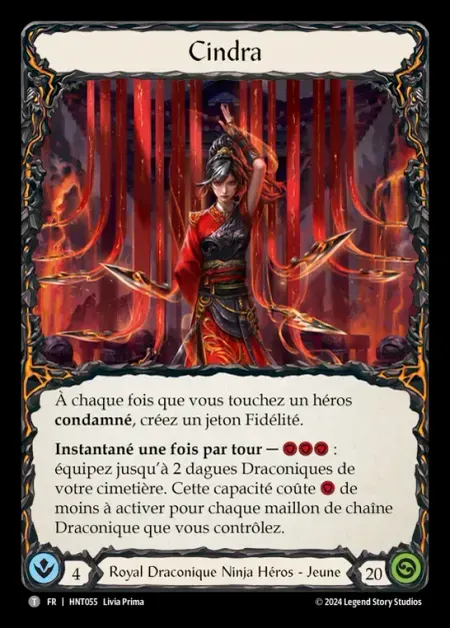 Cindra
À chaque fois que vous touchez un héros
condamné, créez un jeton Fidélité.
Instantané une fois par tour — :
équipez jusqu'à 2 dagues Draconiques de
votre cimetière. Cette capacité coûte de
moins à activer pour chaque maillon de chaîne
Draconique que vous contrôlez.
4 Royal Draconique Ninja Héros - Jeune 20
T FR | HNT055 Livia Prima © 2024 Legend Story Studios